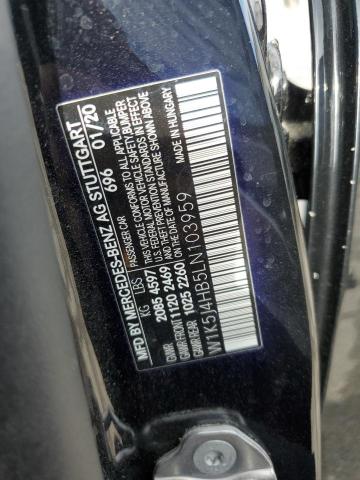 MFD BY MERCEDES-BENZ AG STUTTGART
696 01/20
PASSENGER CAR
THIS VEHICLE CONFORMS TO ALL APPLICABLE
U.S. FEDERAL MOTOR VEHICLE SAFETY, BUMPER
AND THEFT PREVENTION STANDARDS IN EFFECT
ON THE DATE OF MANUFACTURE SHOWN ABOVE
KG LBS
GVWR 2085 4597
GAWR FRONT 1120 2469
GAWR REAR 1025 2260 MADE IN HUNGARY
W1K5J4HB5LN103959